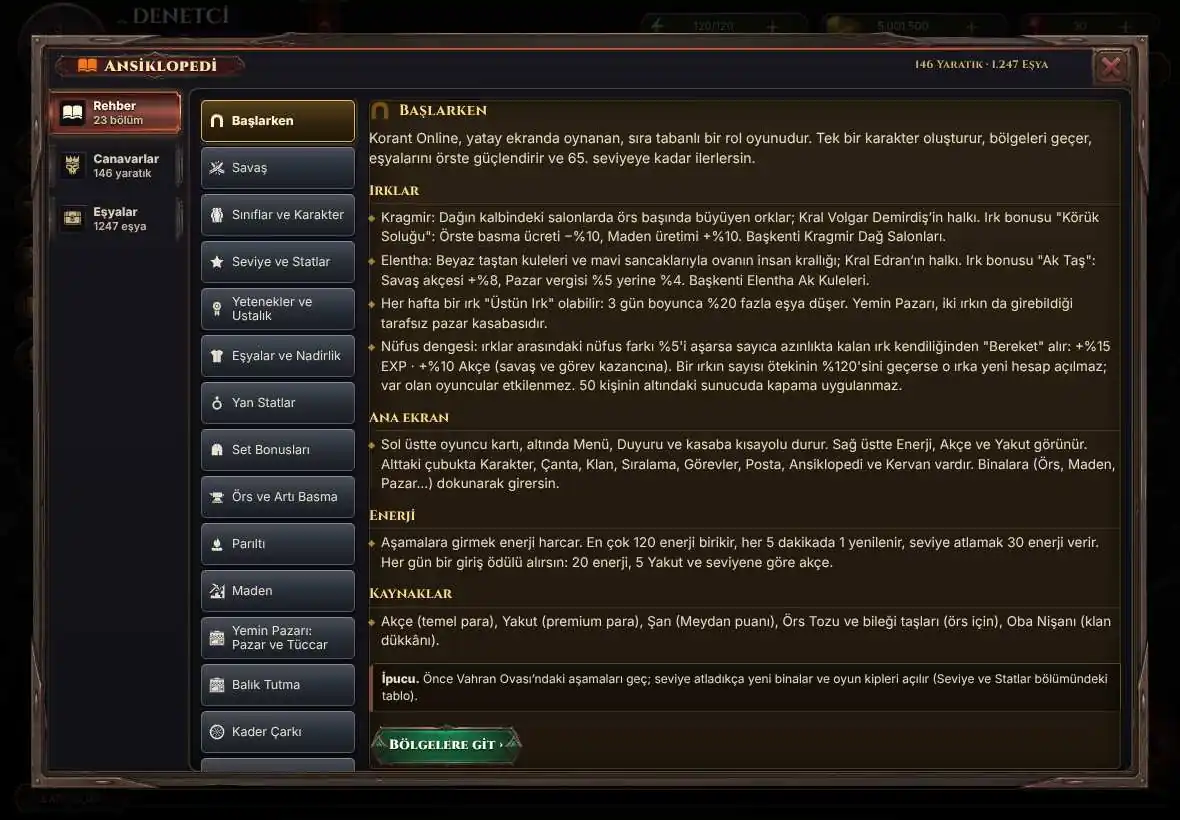 DENETCİ
120/120
5.001.500
30
ANSİKLOPEDİ
146 YARATIK · 1.247 EŞYA
Rehber
23 bölüm
Canavarlar
146 yaratık
Eşyalar
1247 eşya
Başlarken
Savaş
Sınıflar ve Karakter
Seviye ve Statlar
Yetenekler ve
Ustalık
Eşyalar ve Nadirlik
Yan Statlar
Set Bonusları
Örs ve Artı Basma
Parıltı
Maden
Yemin Pazarı:
Pazar ve Tüccar
Balık Tutma
Kader Çarkı
BAŞLARKEN
Korant Online, yatay ekranda oynanan, sıra tabanlı bir rol oyunudur. Tek bir karakter oluşturur, bölgeleri geçer,
eşyalarını örste güçlendirir ve 65. seviyeye kadar ilerlersin.
IRKLAR
Kragmir: Dağın kalbindeki salonlarda örs başında büyüyen orklar; Kral Volgar Demirdiş'in halkı. Irk bonusu "Körük
Soluğu": Örste basma ücreti −%10, Maden üretimi +%10. Başkenti Kragmir Dağ Salonları.
Elentha: Beyaz taştan kuleleri ve mavi sancaklarıyla ovanın insan krallığı; Kral Edran'ın halkı. Irk bonusu "Ak Taş":
Savaş akçesi +%8, Pazar vergisi %5 yerine %4. Başkenti Elentha Ak Kuleleri.
Her hafta bir ırk "Üstün Irk" olabilir: 3 gün boyunca %20 fazla eşya düşer. Yemin Pazarı, iki ırkın da girebildiği
tarafsız pazar kasabasıdır.
Nüfus dengesi: ırklar arasındaki nüfus farkı %5'i aşarsa sayıca azınlıkta kalan ırk kendiliğinden "Bereket" alır: +%15
EXP · +%10 Akçe (savaş ve görev kazancına). Bir ırkın sayısı ötekinin %120'sini geçerse o ırka yeni hesap açılmaz;
var olan oyuncular etkilenmez. 50 kişinin altındaki sunucuda kapama uygulanmaz.
ANA EKRAN
Sol üstte oyuncu kartı, altında Menü, Duyuru ve kasaba kısayolu durur. Sağ üstte Enerji, Akçe ve Yakut görünür.
Alttaki çubukta Karakter, Çanta, Klan, Sıralama, Görevler, Posta, Ansiklopedi ve Kervan vardır. Binalara (Örs, Maden,
Pazar…) dokunarak girersin.
ENERJİ
Aşamalara girmek enerji harcar. En çok 120 enerji birikir, her 5 dakikada 1 yenilenir, seviye atlamak 30 enerji verir.
Her gün bir giriş ödülü alırsın: 20 enerji, 5 Yakut ve seviyene göre akçe.
KAYNAKLAR
Akçe (temel para), Yakut (premium para), Şan (Meydan puanı), Örs Tozu ve bileği taşları (örs için), Oba Nişanı (klan
dükkânı).
İpucu. Önce Vahran Ovası'ndaki aşamaları geç; seviye atladıkça yeni binalar ve oyun kipleri açılır (Seviye ve Statlar bölümündeki
tablo).
BÖLGELERE GİT ›